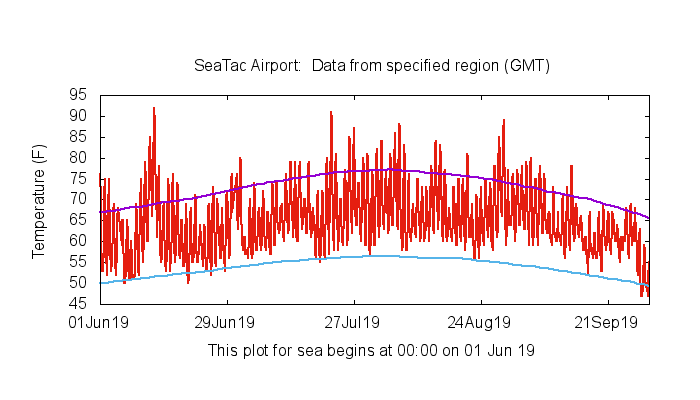 SeaTac Airport:  Data from specified region (GMT)
95
90
85
80
75
70
65
60
55
50
45
Temperature (F)
01Jun19 29Jun19 27Jul19 24Aug19 21Sep19
This plot for sea begins at 00:00 on 01 Jun 19